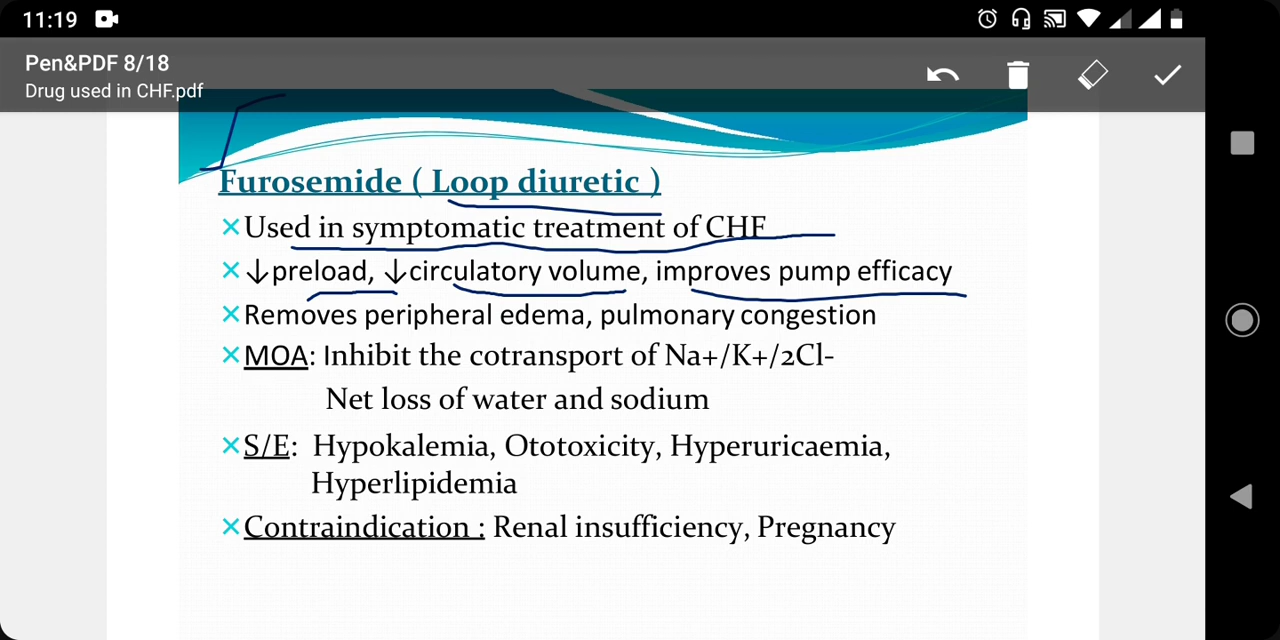 11:19
Pen&PDF 8/18
Drug used in CHF.pdf
Furosemide ( Loop diuretic )
Used in symptomatic treatment of CHF
↓preload, ↓circulatory volume, improves pump efficacy
Removes peripheral edema, pulmonary congestion
MOA: Inhibit the cotransport of Na+/K+/2Cl-
Net loss of water and sodium
S/E: Hypokalemia, Ototoxicity, Hyperuricaemia,
Hyperlipidemia
Contraindication : Renal insufficiency, Pregnancy